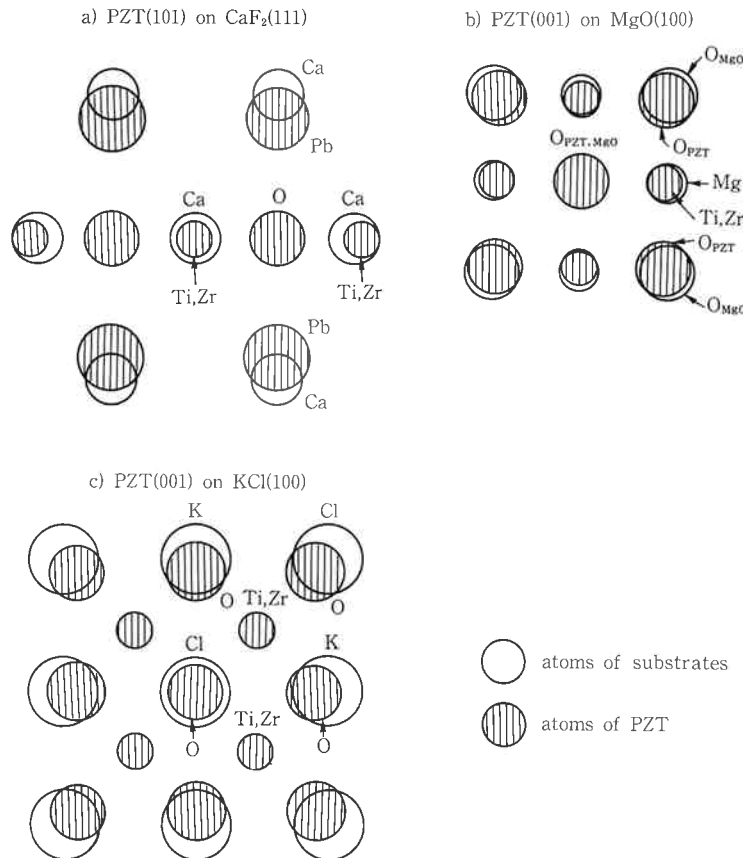 a) PZT(101) on CaF₂(111)
Ca
Pb
Ca
O
Ca
Ti,Zr
Ti,Zr
Pb
Ca
b) PZT(001) on MgO(100)
O_MgO
O_PZT
O_PZT,MgO
Mg
Ti,Zr
O_PZT
O_MgO
c) PZT(001) on KCl(100)
K
Cl
O
Ti,Zr
O
Cl
K
Ti,Zr
O
O
atoms of substrates
atoms of PZT